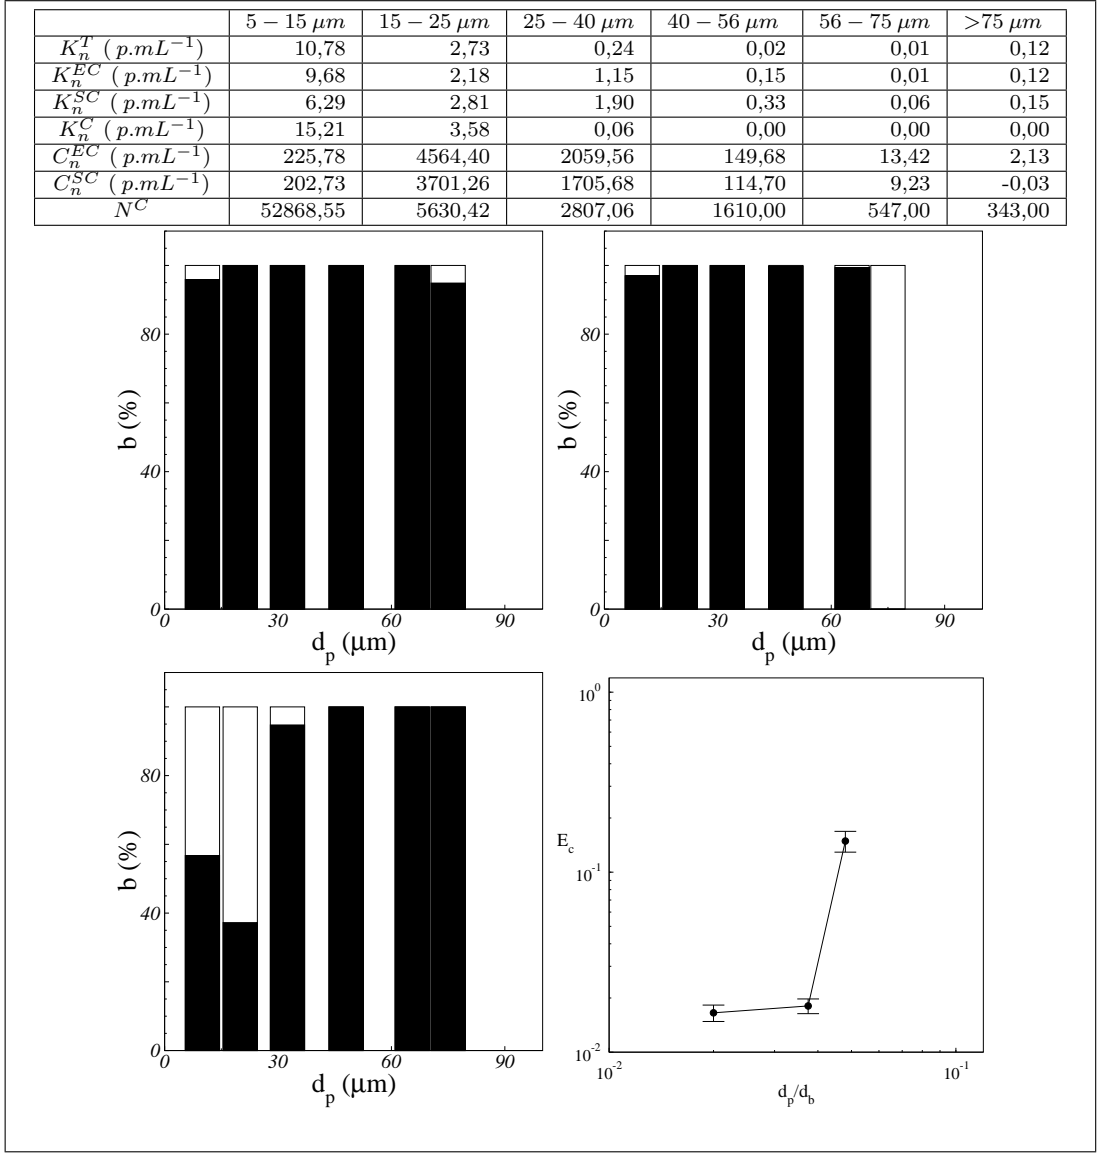 5 − 15 μm 15 − 25 μm 25 − 40 μm 40 − 56 μm 56 − 75 μm >75 μm
K_n^T ( p.mL^{−1}) 10,78 2,73 0,24 0,02 0,01 0,12
K_n^{EC} ( p.mL^{−1}) 9,68 2,18 1,15 0,15 0,01 0,12
K_n^{SC} ( p.mL^{−1}) 6,29 2,81 1,90 0,33 0,06 0,15
K_n^C ( p.mL^{−1}) 15,21 3,58 0,06 0,00 0,00 0,00
C_n^{EC} ( p.mL^{−1}) 225,78 4564,40 2059,56 149,68 13,42 2,13
C_n^{SC} ( p.mL^{−1}) 202,73 3701,26 1705,68 114,70 9,23 -0,03
N^C 52868,55 5630,42 2807,06 1610,00 547,00 343,00
80
40
0
b (%)
0 30 60 90
d_p (μm)
80
40
0
b (%)
0 30 60 90
d_p (μm)
80
40
0
b (%)
0 30 60 90
d_p (μm)
10^0
E_c
10^{-1}
10^{-2}
10^{-2} 10^{-1}
d_p/d_b